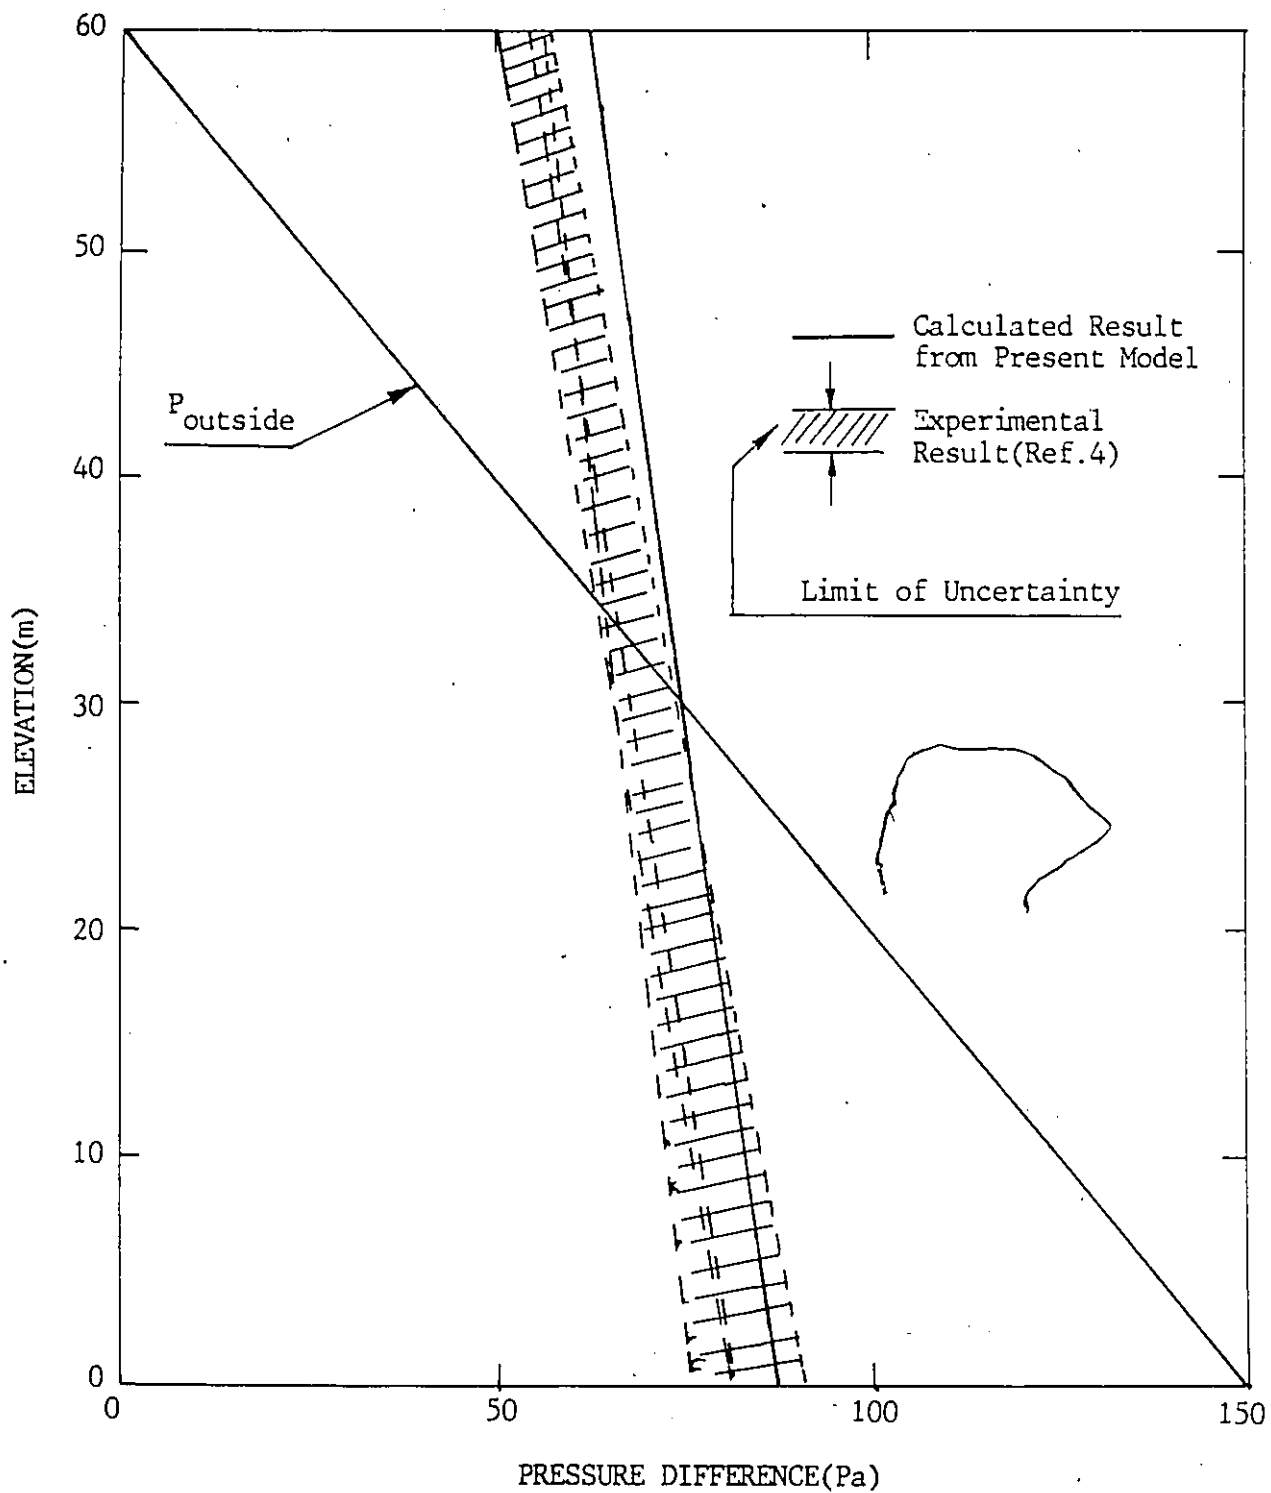 60
50
40
30
20
10
0
ELEVATION(m)
Poutside
Calculated Result
from Present Model
Experimental
Result(Ref.4)
Limit of Uncertainty
0
50
100
150
PRESSURE DIFFERENCE(Pa)